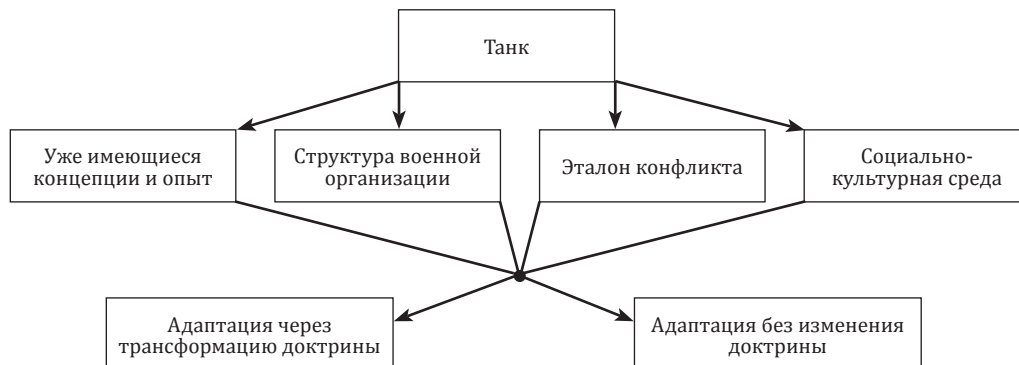 Танк
Уже имеющиеся
концепции и опыт
Структура военной
организации
Эталон конфликта
Социально-
культурная среда
Адаптация через
трансформацию доктрины
Адаптация без изменения
доктрины